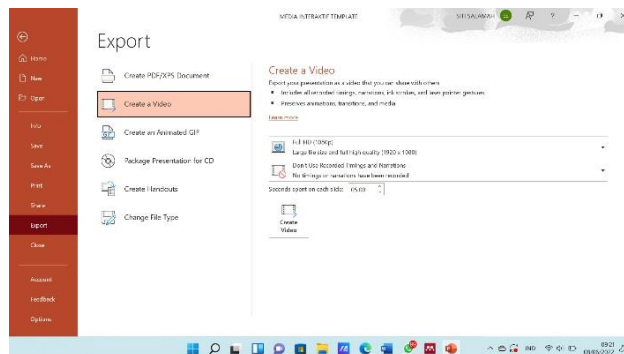 MEDIA INTERAKTIF TEMPLATE
SITI SALAMAH
?
Export
Home
New
Open
Info
Save
Save As
Print
Share
Export
Close
Account
Feedback
Options
Create PDF/XPS Document
Create a Video
Create an Animated GIF
Package Presentation for CD
Create Handouts
Change File Type
Create a Video
Export your presentation as a video that you can share with others
Includes all recorded timings, narrations, ink strokes, and laser pointer gestures
Preserves animations, transitions, and media
Learn more
Full HD (1080p)
Large file size and full high quality (1920 x 1080)
Don't Use Recorded Timings and Narrations
No timings or narrations have been recorded
Seconds spent on each slide: 05.00
Create
Video
IND
09.21